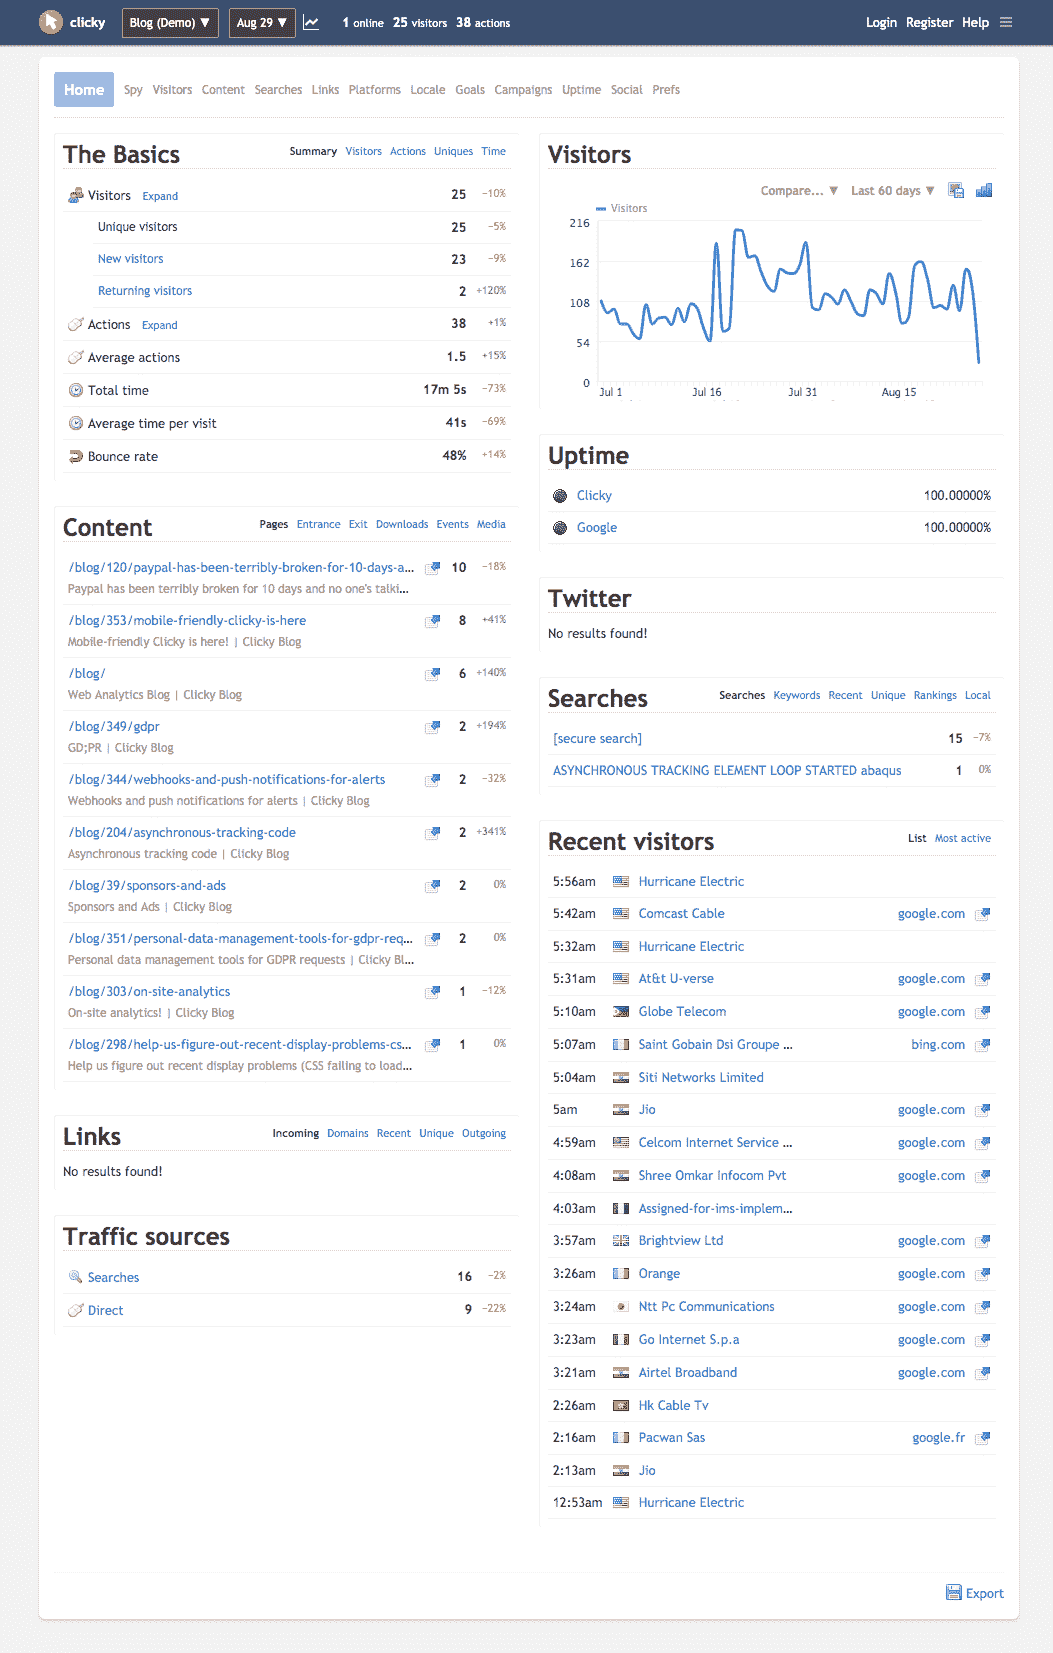 clicky Blog (Demo) ▼ Aug 29 ▼ 1 online 25 visitors 38 actions Login Register Help
Home Spy Visitors Content Searches Links Platforms Locale Goals Campaigns Uptime Social Prefs
The Basics Summary Visitors Actions Uniques Time
Visitors Expand 25 −10%
Unique visitors 25 −5%
New visitors 23 −9%
Returning visitors 2 +120%
Actions Expand 38 +1%
Average actions 1.5 +15%
Total time 17m 5s −73%
Average time per visit 41s −69%
Bounce rate 48% +14%
Content Pages Entrance Exit Downloads Events Media
/blog/120/paypal-has-been-terribly-broken-for-10-days-a... 10 −18%
Paypal has been terribly broken for 10 days and no one's talki...
/blog/353/mobile-friendly-clicky-is-here 8 +41%
Mobile-friendly Clicky is here! | Clicky Blog
/blog/ 6 +140%
Web Analytics Blog | Clicky Blog
/blog/349/gdpr 2 +194%
GD;PR | Clicky Blog
/blog/344/webhooks-and-push-notifications-for-alerts 2 −32%
Webhooks and push notifications for alerts | Clicky Blog
/blog/204/asynchronous-tracking-code 2 +341%
Asynchronous tracking code | Clicky Blog
/blog/39/sponsors-and-ads 2 0%
Sponsors and Ads | Clicky Blog
/blog/351/personal-data-management-tools-for-gdpr-req... 2 0%
Personal data management tools for GDPR requests | Clicky Bl...
/blog/303/on-site-analytics 1 −12%
On-site analytics! | Clicky Blog
/blog/298/help-us-figure-out-recent-display-problems-cs... 1 0%
Help us figure out recent display problems (CSS failing to load...
Links Incoming Domains Recent Unique Outgoing
No results found!
Traffic sources
Searches 16 −2%
Direct 9 −22%
Visitors
Compare... ▼ Last 60 days ▼
Visitors
216
162
108
54
0
Jul 1 Jul 16 Jul 31 Aug 15
Uptime
Clicky 100.00000%
Google 100.00000%
Twitter
No results found!
Searches Searches Keywords Recent Unique Rankings Local
[secure search] 15 −7%
ASYNCHRONOUS TRACKING ELEMENT LOOP STARTED abaqus 1 0%
Recent visitors List Most active
5:56am Hurricane Electric
5:42am Comcast Cable google.com
5:32am Hurricane Electric
5:31am At&t U-verse google.com
5:10am Globe Telecom google.com
5:07am Saint Gobain Dsi Groupe ... bing.com
5:04am Siti Networks Limited
5am Jio google.com
4:59am Celcom Internet Service ... google.com
4:08am Shree Omkar Infocom Pvt google.com
4:03am Assigned-for-ims-implem...
3:57am Brightview Ltd google.com
3:26am Orange google.com
3:24am Ntt Pc Communications google.com
3:23am Go Internet S.p.a google.com
3:21am Airtel Broadband google.com
2:26am Hk Cable Tv
2:16am Pacwan Sas google.fr
2:13am Jio
12:53am Hurricane Electric
Export